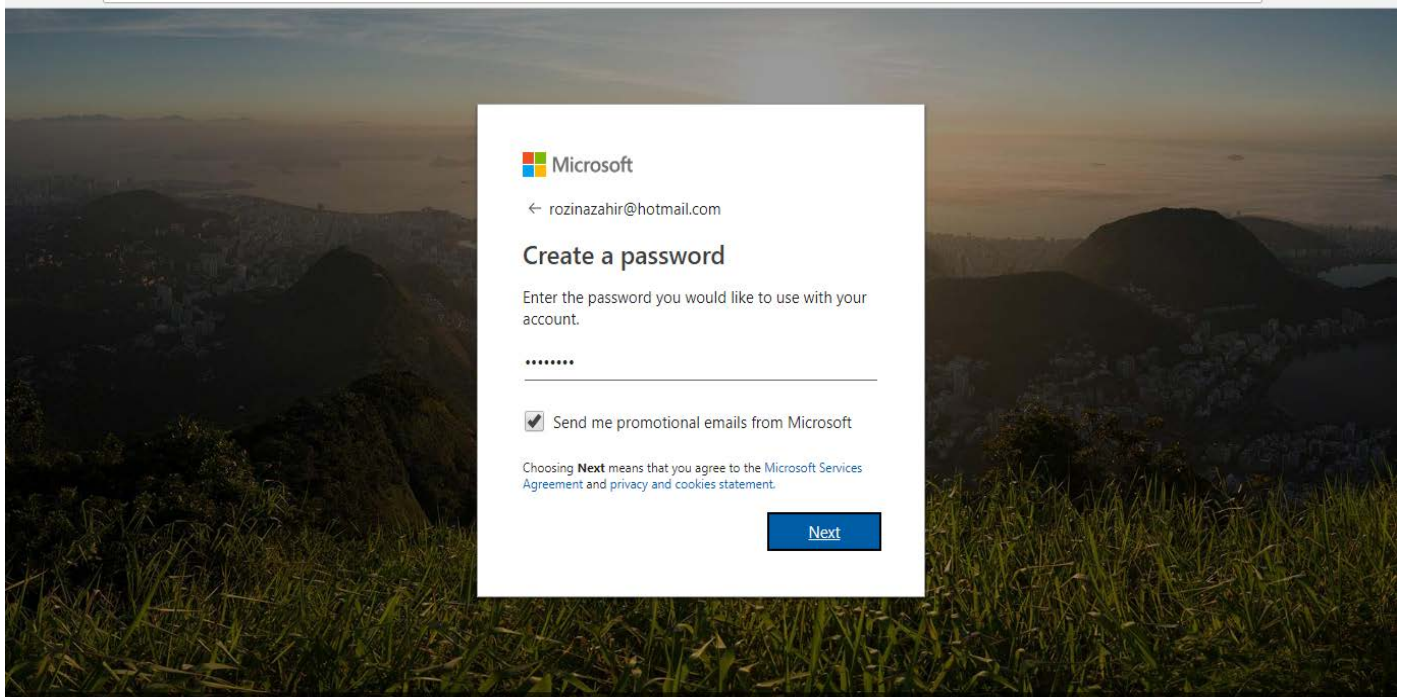 Microsoft
← rozinazahir@hotmail.com
Create a password
Enter the password you would like to use with your
account.
••••••••
Send me promotional emails from Microsoft
Choosing Next means that you agree to the Microsoft Services
Agreement and privacy and cookies statement.
Next